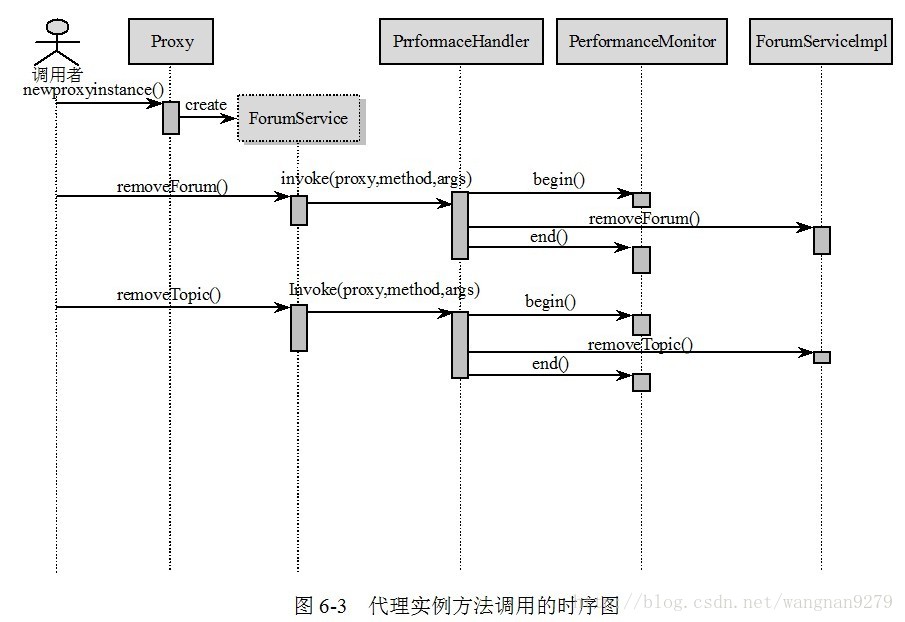 Proxy
PrrformaceHandler
PerformanceMonitor
ForumServiceImpl
调用者
newproxyinstance()
create
ForumService
removeForum()
invoke(proxy,method,args)
begin()
removeForum()
end()
removeTopic()
Invoke(proxy,method,args)
begin()
removeTopic()
end()
图 6-3 代理实例方法调用的时序图
http://blog.csdn.net/wangnan9279